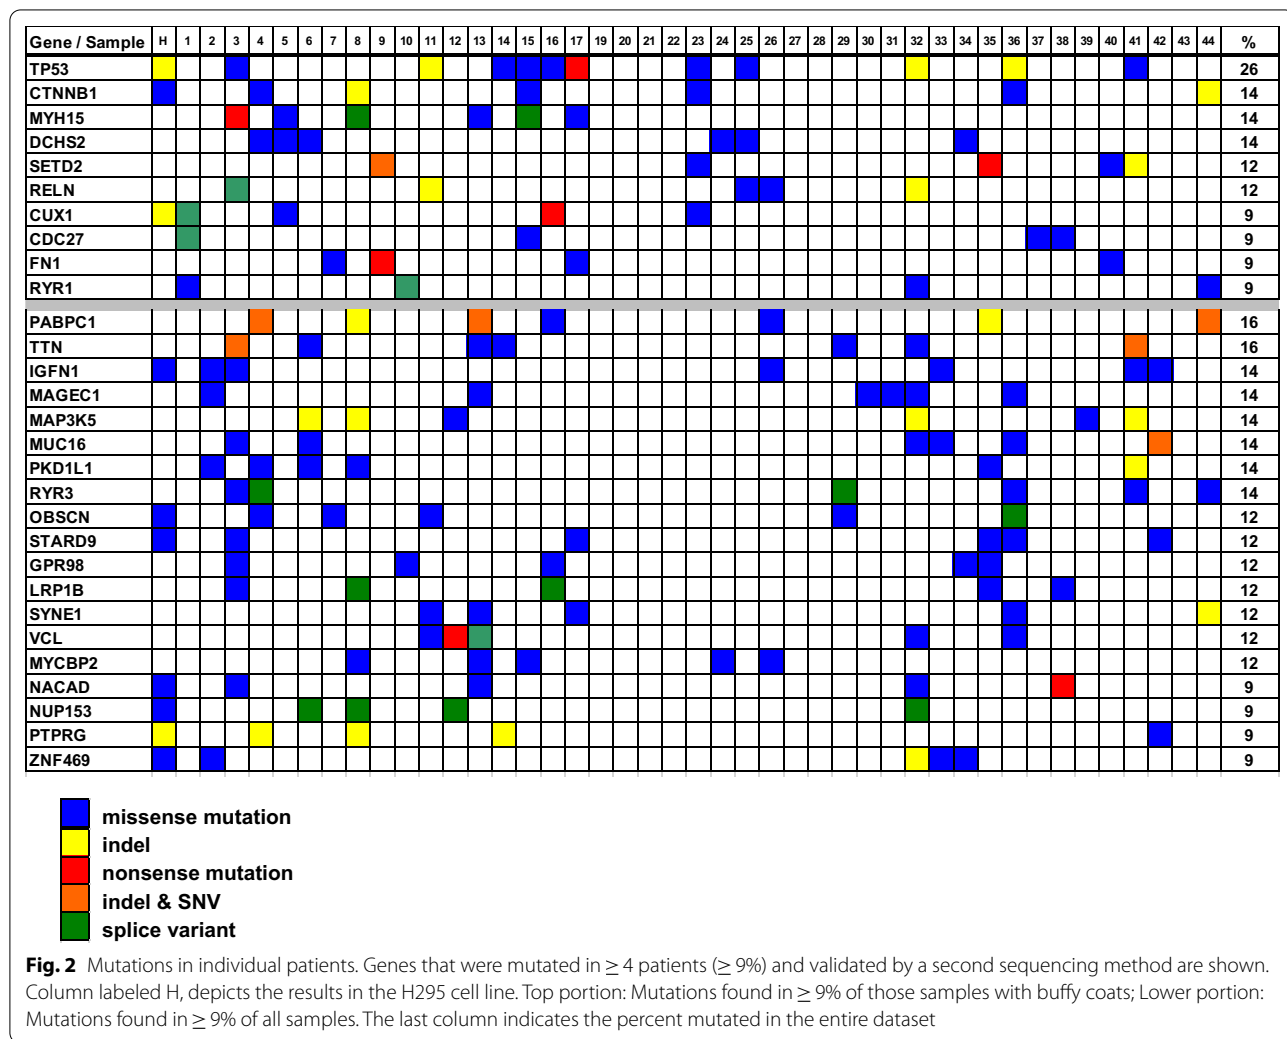 Gene / Sample H 1 2 3 4 5 6 7 8 9 10 11 12 13 14 15 16 17 19 20 21 22 23 24 25 26 27 28 29 30 31 32 33 34 35 36 37 38 39 40 41 42 43 44 %
TP53 26
CTNNB1 14
MYH15 14
DCHS2 14
SETD2 12
RELN 12
CUX1 9
CDC27 9
FN1 9
RYR1 9
PABPC1 16
TTN 16
IGFN1 14
MAGEC1 14
MAP3K5 14
MUC16 14
PKD1L1 14
RYR3 14
OBSCN 12
STARD9 12
GPR98 12
LRP1B 12
SYNE1 12
VCL 12
MYCBP2 12
NACAD 9
NUP153 9
PTPRG 9
ZNF469 9
missense mutation
indel
nonsense mutation
indel & SNV
splice variant
Fig. 2 Mutations in individual patients. Genes that were mutated in ≥ 4 patients (≥ 9%) and validated by a second sequencing method are shown.
Column labeled H, depicts the results in the H295 cell line. Top portion: Mutations found in ≥ 9% of those samples with buffy coats; Lower portion:
Mutations found in ≥ 9% of all samples. The last column indicates the percent mutated in the entire dataset